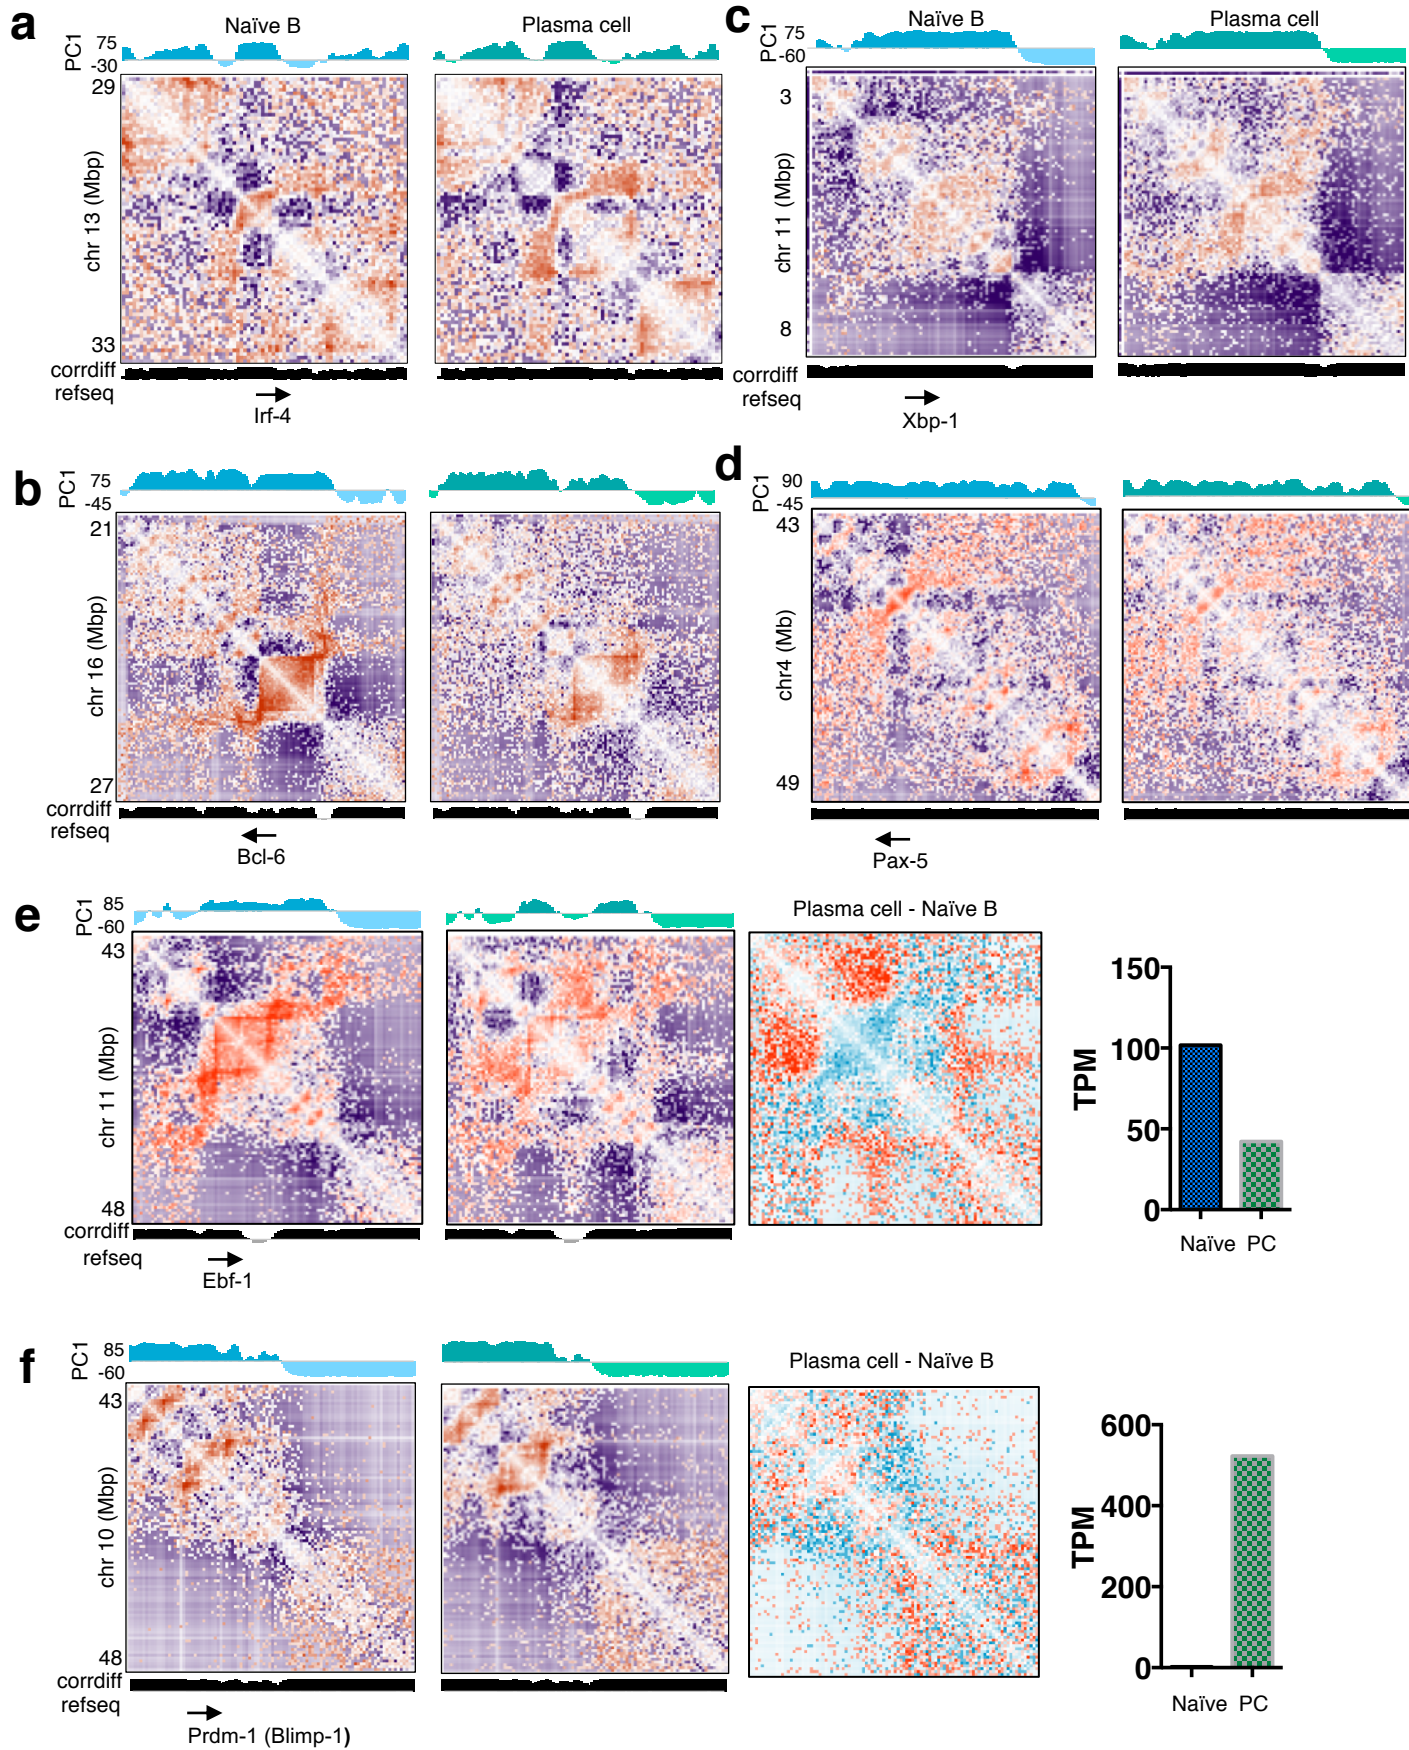 a
Naïve B
Plasma cell
PC1
75
-30
29
chr 13 (Mbp)
33
corrdiff
refseq
Irf-4
c
Naïve B
Plasma cell
PC1
75
-60
3
chr 11 (Mbp)
8
corrdiff
refseq
Xbp-1
b
PC1
75
-45
21
chr 16 (Mbp)
27
corrdiff
refseq
Bcl-6
d
PC1
90
-45
43
chr4 (Mb)
49
Pax-5
e
PC1
85
-60
43
chr 11 (Mbp)
48
corrdiff
refseq
Ebf-1
Plasma cell - Naïve B
TPM
150
100
50
0
Naïve PC
f
PC1
85
-60
43
chr 10 (Mbp)
48
corrdiff
refseq
Prdm-1 (Blimp-1)
Plasma cell - Naïve B
TPM
600
400
200
0
Naïve PC